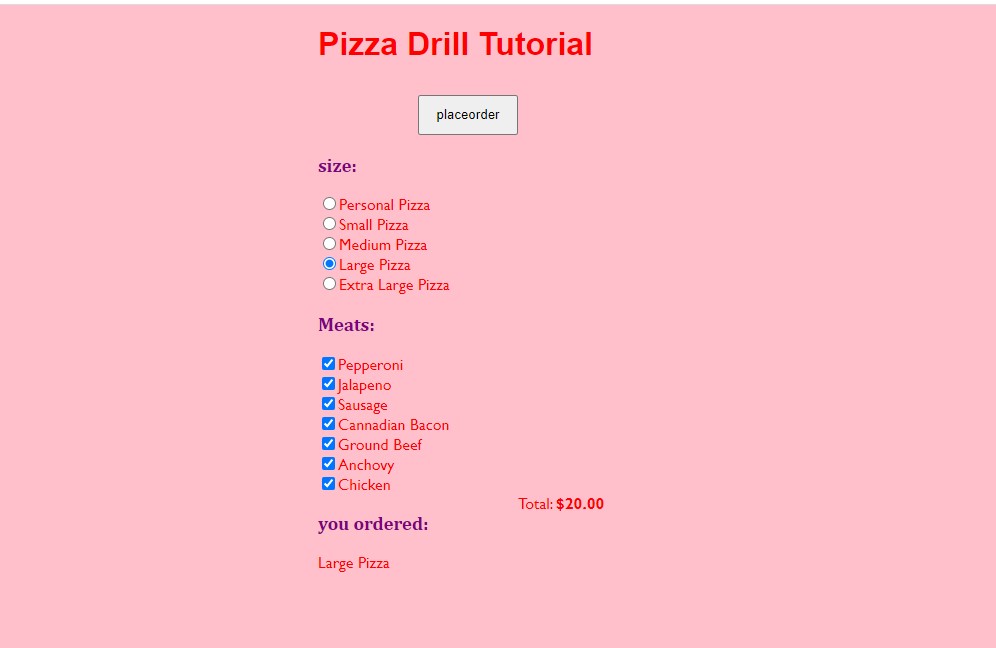 Pizza Drill Tutorial
placeorder
size:
Personal Pizza
Small Pizza
Medium Pizza
Large Pizza
Extra Large Pizza
Meats:
Pepperoni
Jalapeno
Sausage
Cannadian Bacon
Ground Beef
Anchovy
Chicken
Total: $20.00
you ordered:
Large Pizza